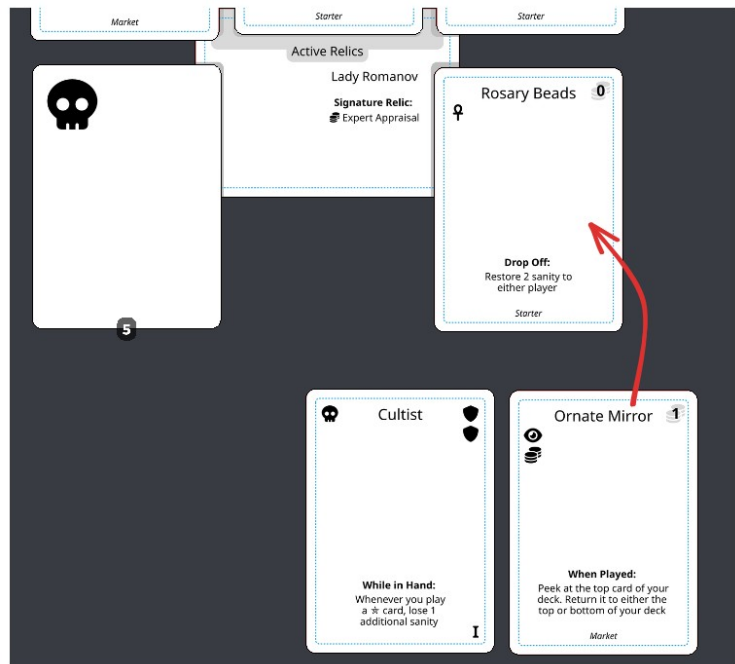 Market
Starter
Starter
Active Relics
Lady Romanov
Signature Relic:
Expert Appraisal
5
Rosary Beads 0
Drop Off:
Restore 2 sanity to
either player
Starter
Cultist
While in Hand:
Whenever you play
a ☥ card, lose 1
additional sanity
I
Ornate Mirror 1
When Played:
Peek at the top card of your
deck. Return it to either the
top or bottom of your deck
Market